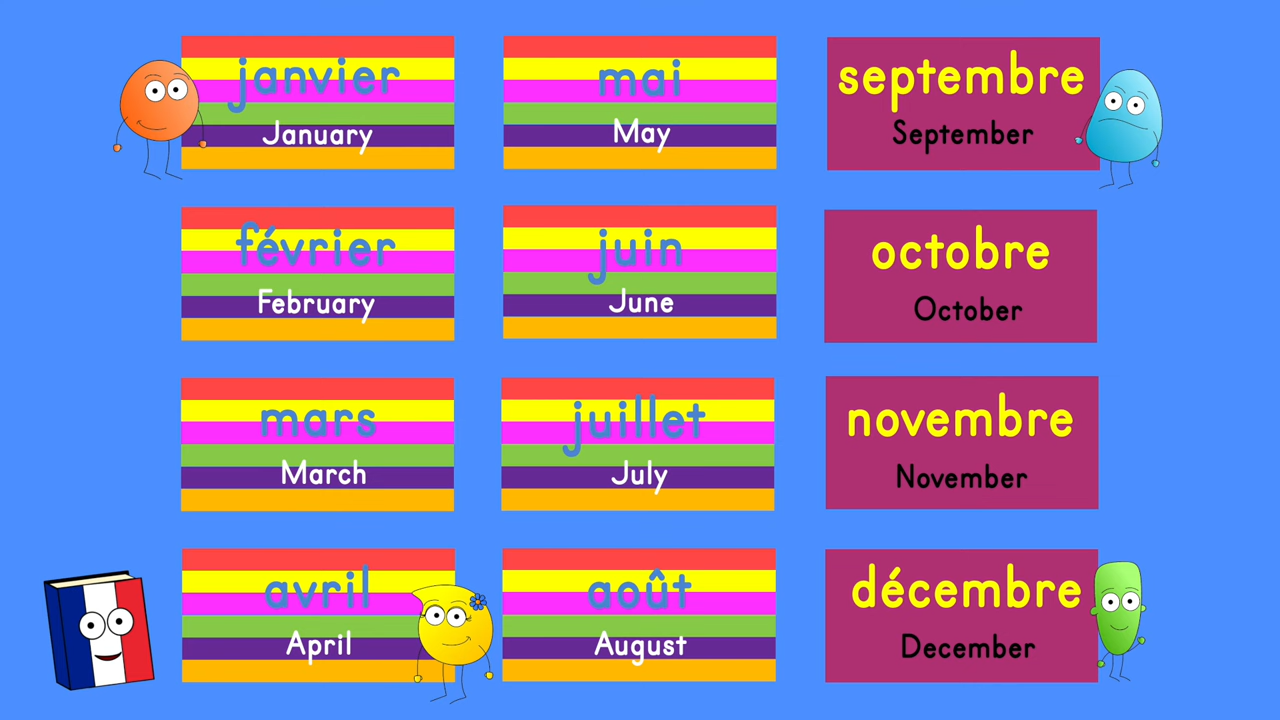 janvier
January
février
February
mars
March
avril
April
mai
May
juin
June
juillet
July
août
August
septembre
September
octobre
October
novembre
November
décembre
December